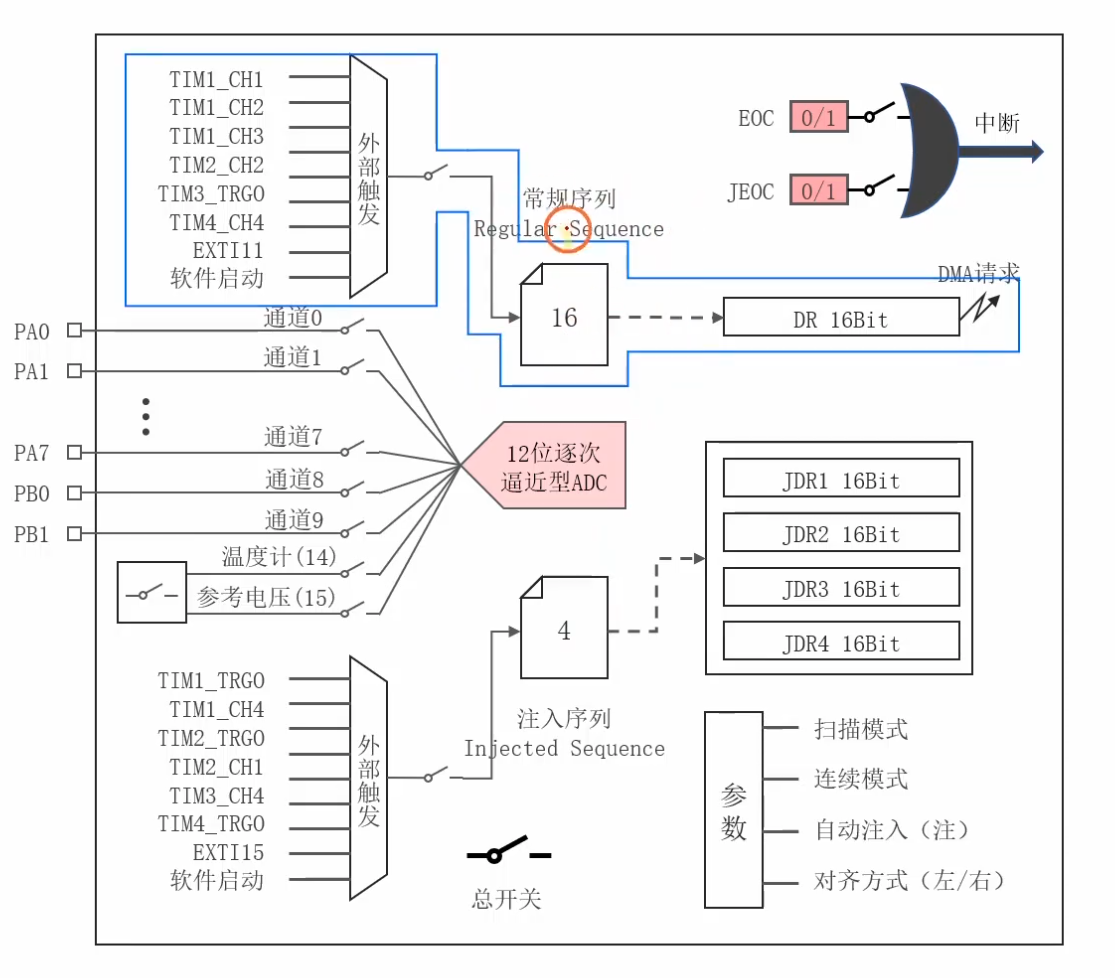 TIM1_CH1
TIM1_CH2
TIM1_CH3
TIM2_CH2
TIM3_TRGO
TIM4_CH4
EXTI11
软件启动
外部触发
常规序列
Regular Sequence
16
DR 16Bit
DMA请求
EOC
0/1
JEOC
0/1
中断
PA0
通道0
PA1
通道1
PA7
通道7
PB0
通道8
PB1
通道9
温度计(14)
参考电压(15)
12位逐次
逼近型ADC
JDR1 16Bit
JDR2 16Bit
JDR3 16Bit
JDR4 16Bit
4
注入序列
Injected Sequence
TIM1_TRGO
TIM1_CH4
TIM2_TRGO
TIM2_CH1
TIM3_CH4
TIM4_TRGO
EXTI15
软件启动
外部触发
总开关
参数
扫描模式
连续模式
自动注入（注）
对齐方式（左/右）